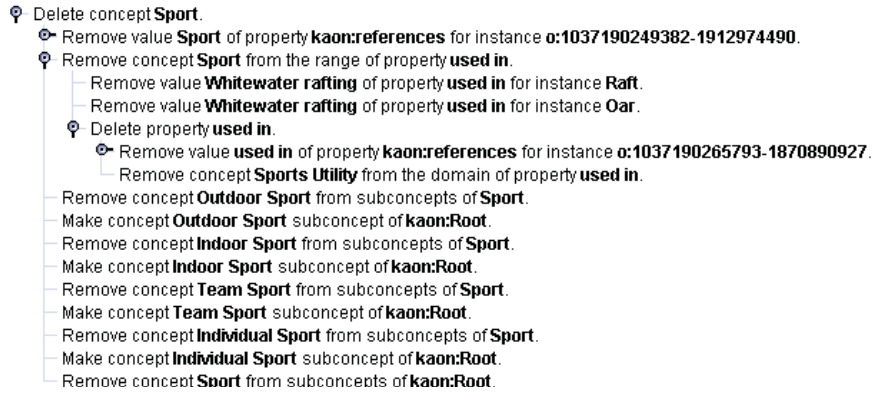 Delete concept Sport.
Remove value Sport of property kaon:references for instance o:1037190249382-1912974490.
Remove concept Sport from the range of property used in.
Remove value Whitewater rafting of property used in for instance Raft.
Remove value Whitewater rafting of property used in for instance Oar.
Delete property used in.
Remove value used in of property kaon:references for instance o:1037190265793-1870890927.
Remove concept Sports Utility from the domain of property used in.
Remove concept Outdoor Sport from subconcepts of Sport.
Make concept Outdoor Sport subconcept of kaon:Root.
Remove concept Indoor Sport from subconcepts of Sport.
Make concept Indoor Sport subconcept of kaon:Root.
Remove concept Team Sport from subconcepts of Sport.
Make concept Team Sport subconcept of kaon:Root.
Remove concept Individual Sport from subconcepts of Sport.
Make concept Individual Sport subconcept of kaon:Root.
Remove concept Sport from subconcepts of kaon:Root.